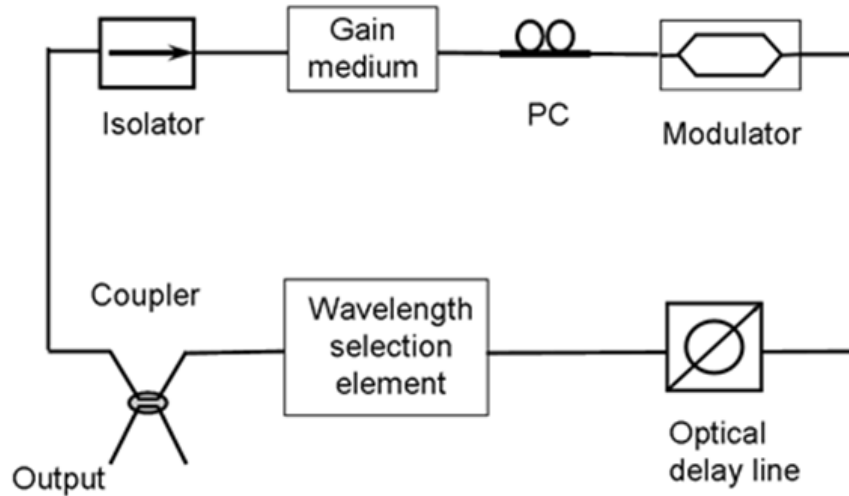 Isolator
Gain
medium
PC
Modulator
Coupler
Wavelength
selection
element
Optical
delay line
Output